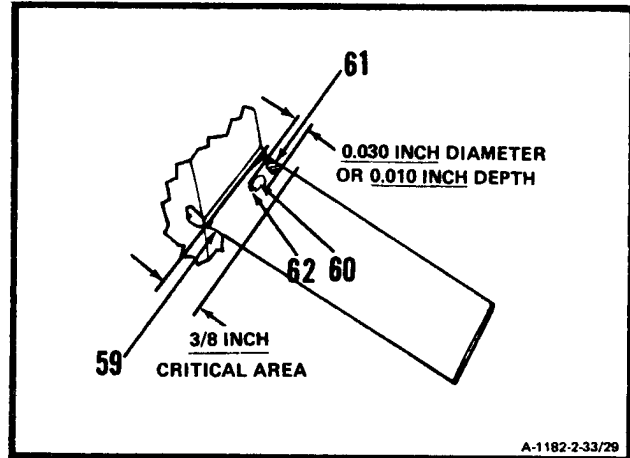 61
0.030 INCH DIAMETER
OR 0.010 INCH DEPTH
62 60
3/8 INCH
CRITICAL AREA
59
A-1182-2-33/29